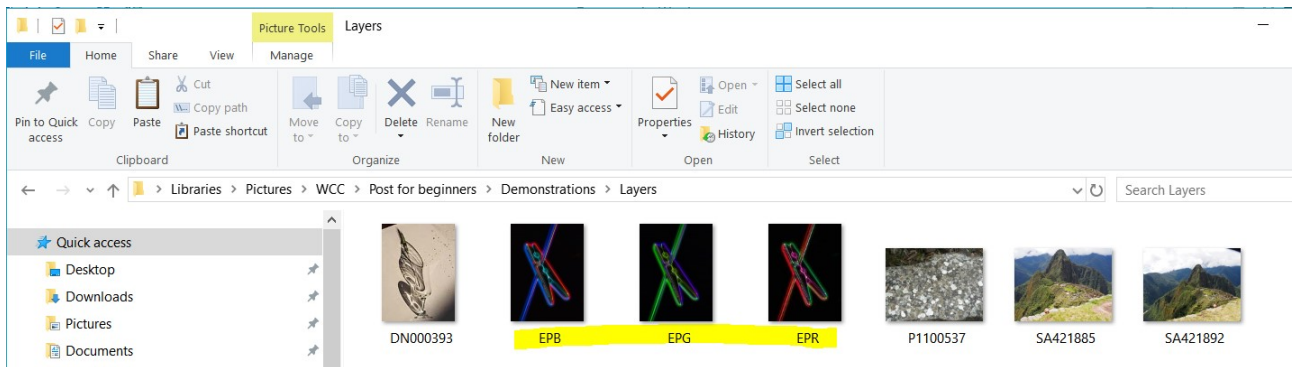 Picture Tools Layers
File Home Share View Manage
Pin to Quick access
Copy
Paste
Cut
Copy path
Paste shortcut
Move to
Copy to
Delete
Rename
New folder
New item
Easy access
Properties
Open
Edit
History
Select all
Select none
Invert selection
Clipboard Organize New Open Select
Libraries > Pictures > WCC > Post for beginners > Demonstrations > Layers
Search Layers
Quick access
Desktop
Downloads
Pictures
Documents
DN000393 EPB EPG EPR P1100537 SA421885 SA421892